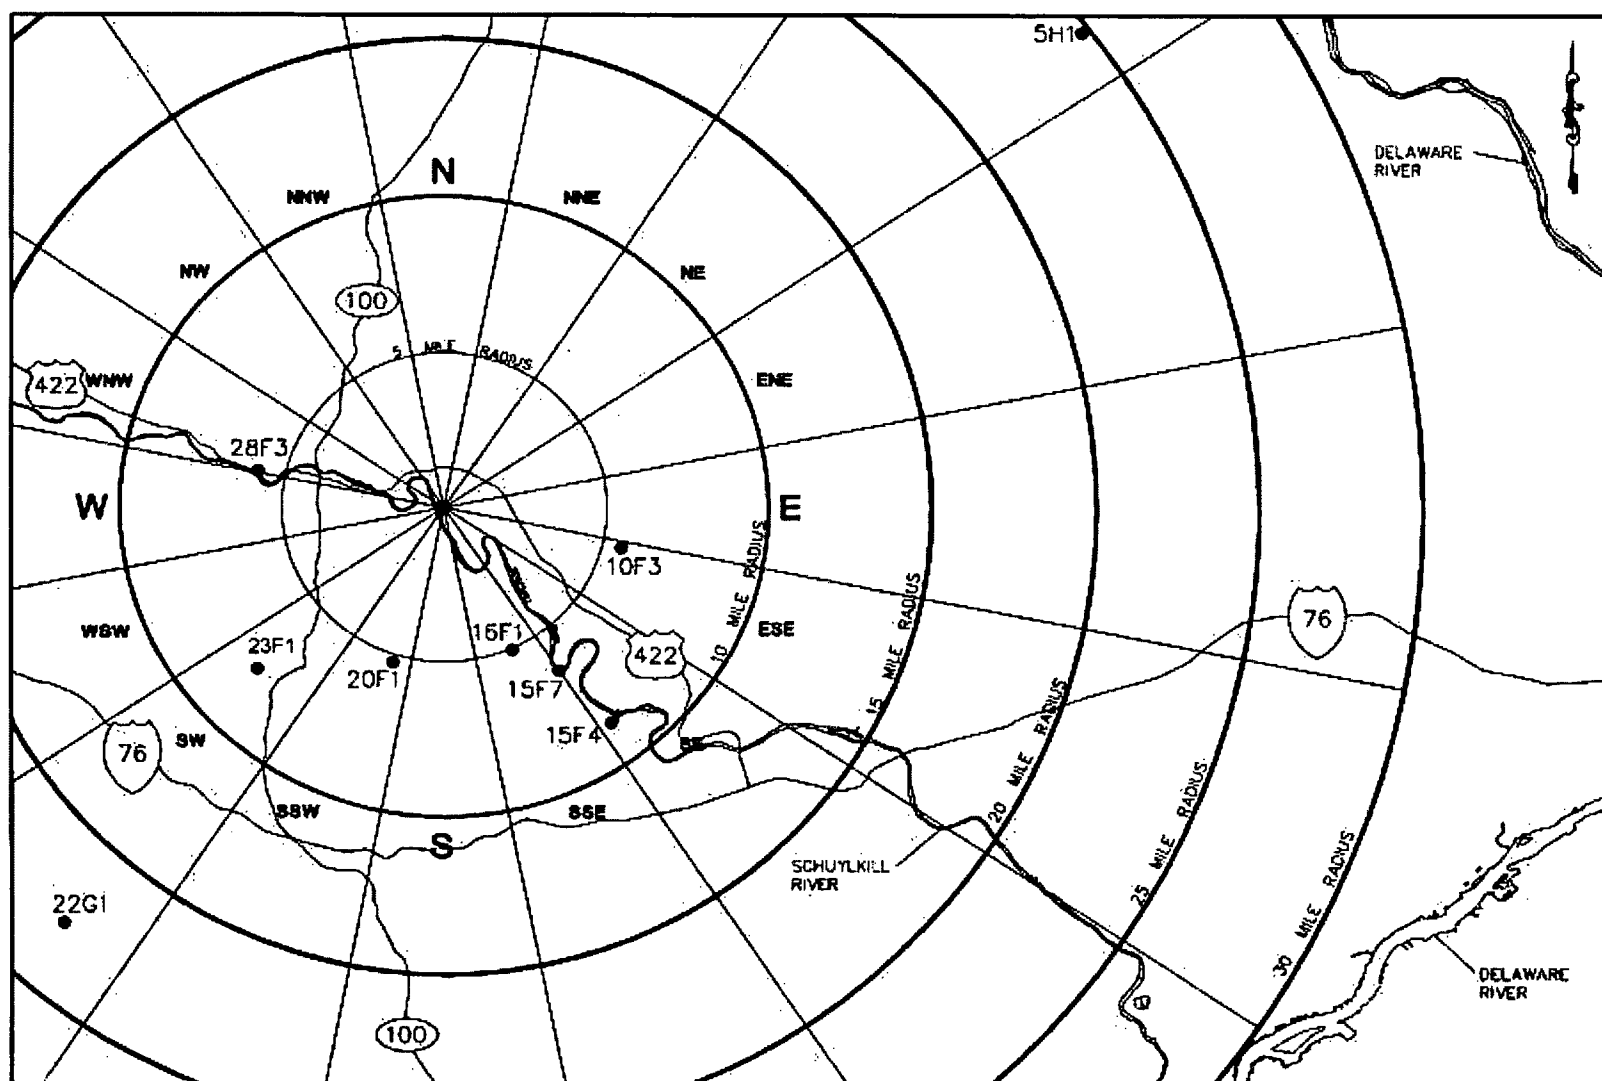 5H1
DELAWARE
RIVER
N
NNW
NNE
NW
NE
100
5 MILE RADIUS
422
WNW
ENE
28F3
W
E
10F3
10 MILE RADIUS
15 MILE RADIUS
20 MILE RADIUS
25 MILE RADIUS
30 MILE RADIUS
76
WSW
ESE
16F1
422
23F1
20F1
15F7
15F4
SW
SE
76
SSW
SSE
S
SCHUYLKILL
RIVER
22G1
DELAWARE
RIVER
100